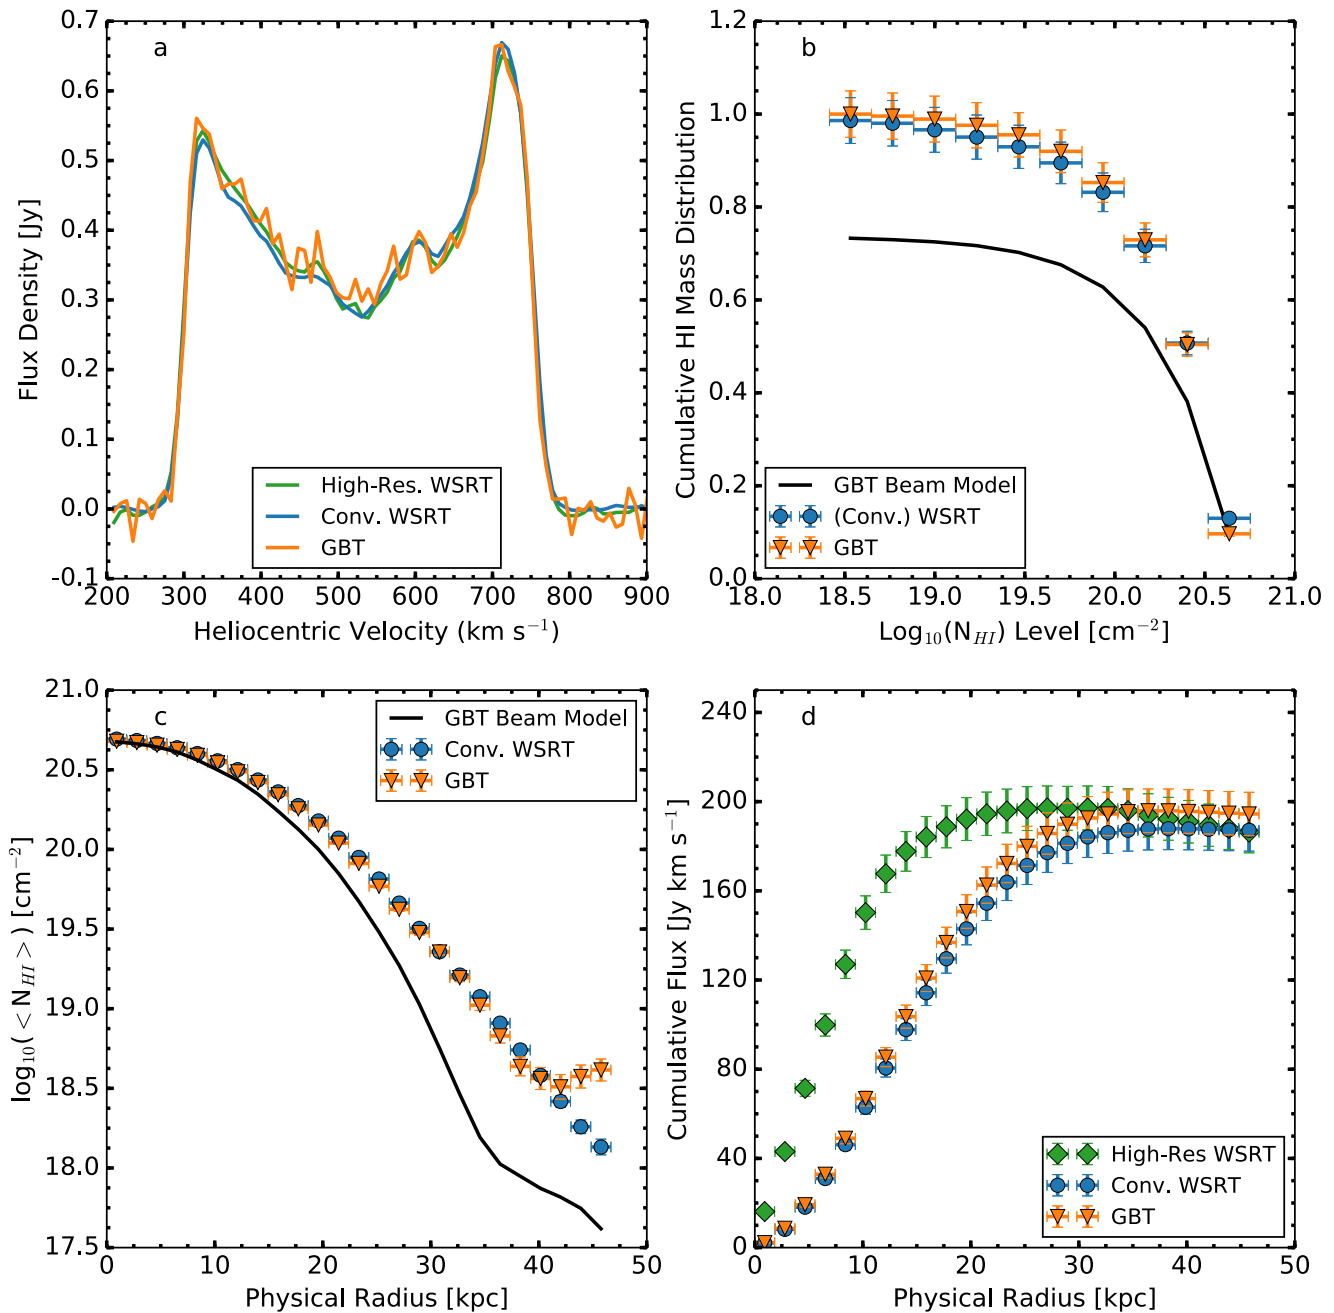 a
Flux Density [Jy]
0.7
0.6
0.5
0.4
0.3
0.2
0.1
0.0
-0.1
High-Res. WSRT
Conv. WSRT
GBT
200 300 400 500 600 700 800 900
Heliocentric Velocity (km s⁻¹)
b
Cumulative HI Mass Distribution
1.2
1.0
0.8
0.6
0.4
0.2
0.0
GBT Beam Model
(Conv.) WSRT
GBT
18.0 18.5 19.0 19.5 20.0 20.5 21.0
Log₁₀(N_HI) Level [cm⁻²]
c
log₁₀(< N_HI >) [cm⁻²]
21.0
20.5
20.0
19.5
19.0
18.5
18.0
17.5
GBT Beam Model
Conv. WSRT
GBT
0 10 20 30 40 50
Physical Radius [kpc]
d
Cumulative Flux [Jy km s⁻¹]
240
200
160
120
80
40
0
High-Res WSRT
Conv. WSRT
GBT
0 10 20 30 40 50
Physical Radius [kpc]